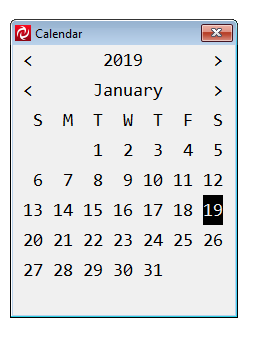 Calendar
< 2019 >
< January >
S M T W T F S
1 2 3 4 5
6 7 8 9 10 11 12
13 14 15 16 17 18 19
20 21 22 23 24 25 26
27 28 29 30 31